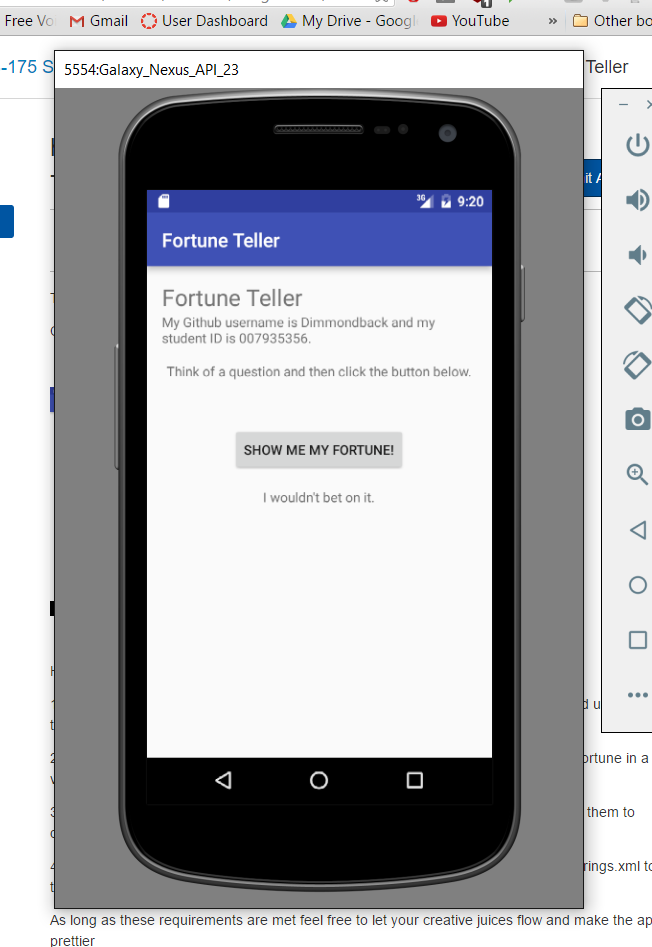 Free Vo Gmail User Dashboard My Drive - Googl YouTube » Other bo
-175 S
Teller
5554:Galaxy_Nexus_API_23
it A
3G 9:20
Fortune Teller
Fortune Teller
My Github username is Dimmondback and my
student ID is 007935356.
Think of a question and then click the button below.
SHOW ME MY FORTUNE!
I wouldn't bet on it.
d u
ortune in a
them to
rings.xml to
As long as these requirements are met feel free to let your creative juices flow and make the ap
prettier